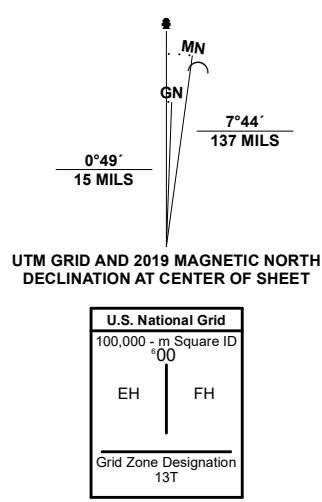 MN
GN
7°44´
137 MILS
0°49´
15 MILS
UTM GRID AND 2019 MAGNETIC NORTH
DECLINATION AT CENTER OF SHEET
U.S. National Grid
100,000 - m Square ID
⁶00
EH FH
Grid Zone Designation
13T